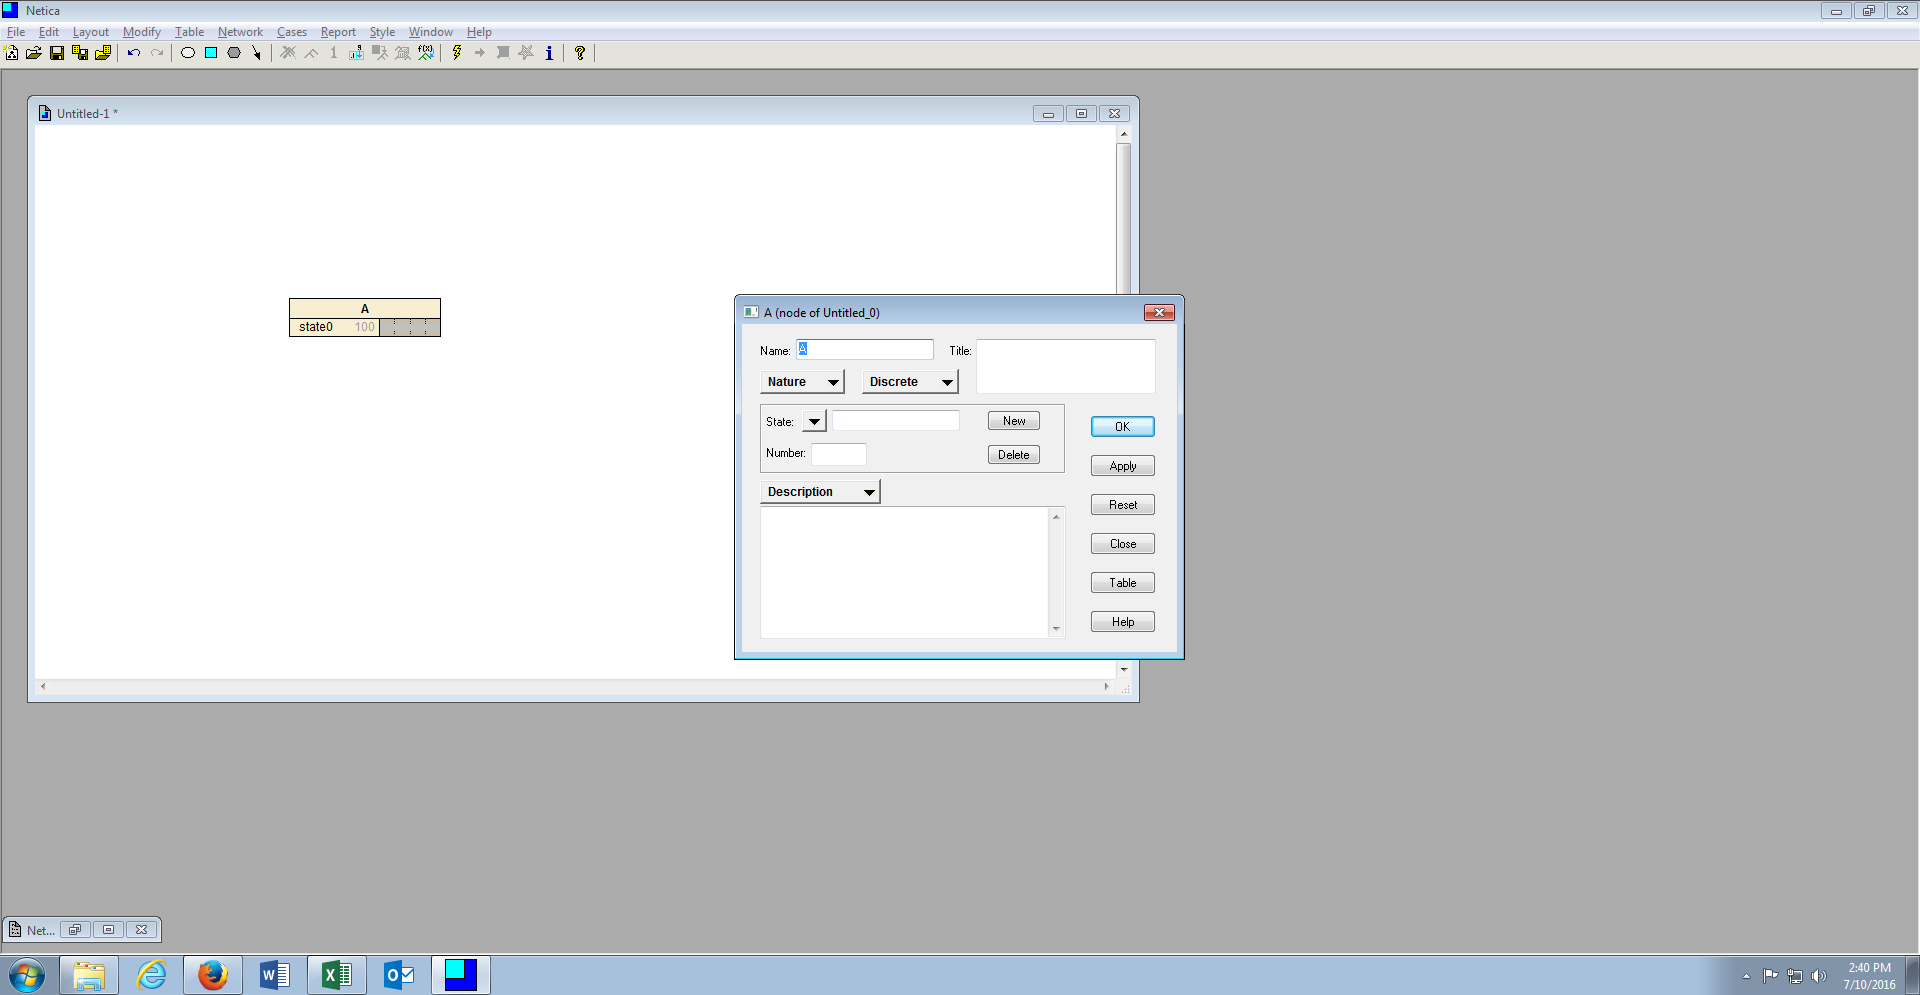 Netica
File Edit Layout Modify Table Network Cases Report Style Window Help
1 f(x) i ?
Untitled-1 *
A
state0 100
A (node of Untitled_0)
Name: A Title:
Nature Discrete
State: New
OK
Number: Delete
Apply
Description
Reset
Close
Table
Help
Net...
2:40 PM
7/10/2016